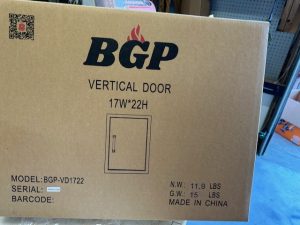 BGP
VERTICAL DOOR
17W*22H
MODEL:BGP-VD1722
SERIAL:
BARCODE:
N.W.: 11.9 LBS
G.W.: 15 LBS
MADE IN CHINA